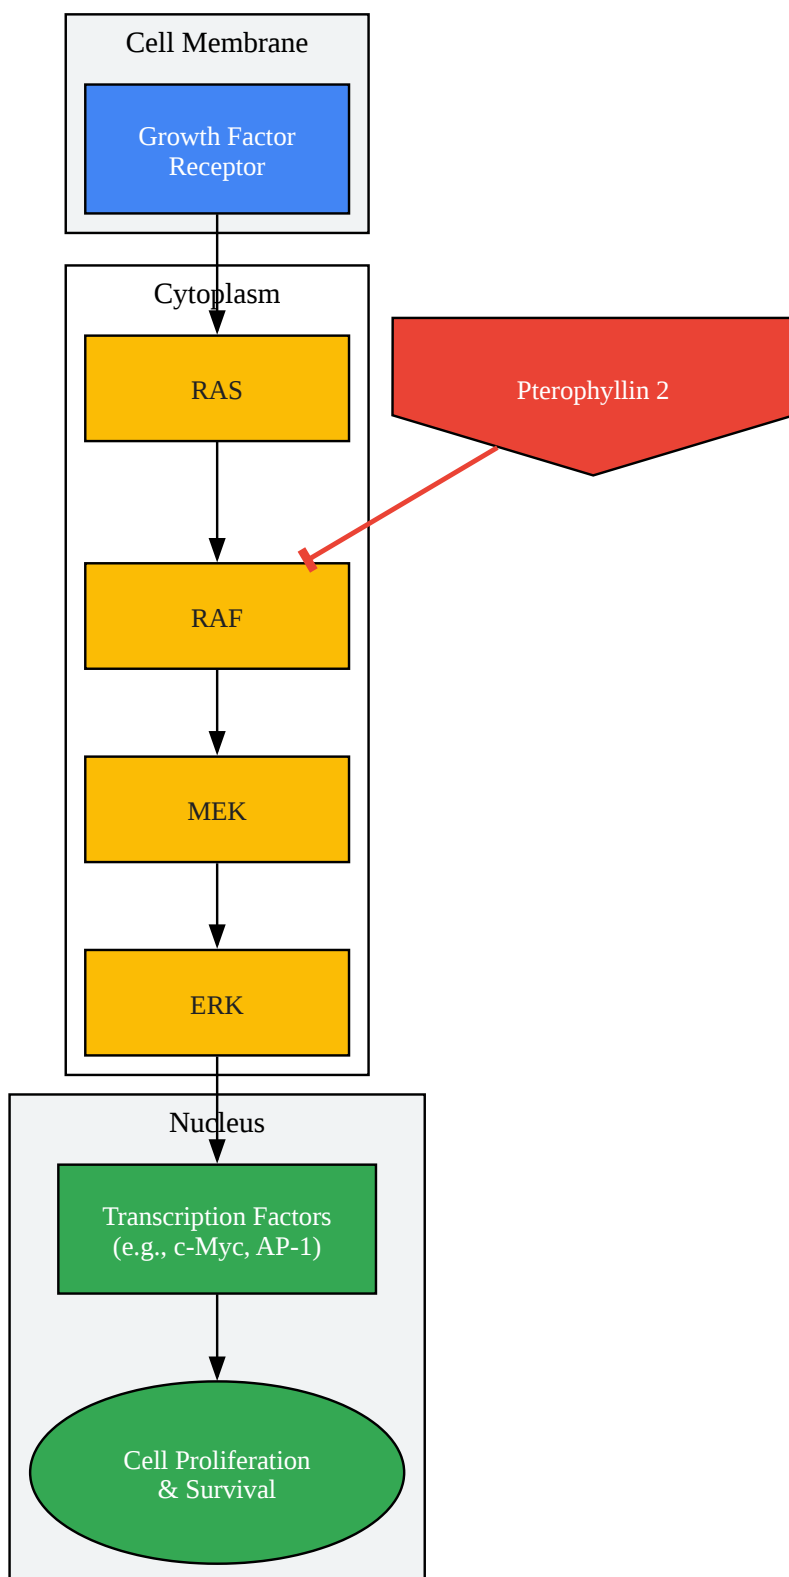 Cell Membrane
Growth Factor
Receptor
Cytoplasm
RAS
Pterophyllin 2
RAF
MEK
ERK
Nucleus
Transcription Factors
(e.g., c-Myc, AP-1)
Cell Proliferation
& Survival